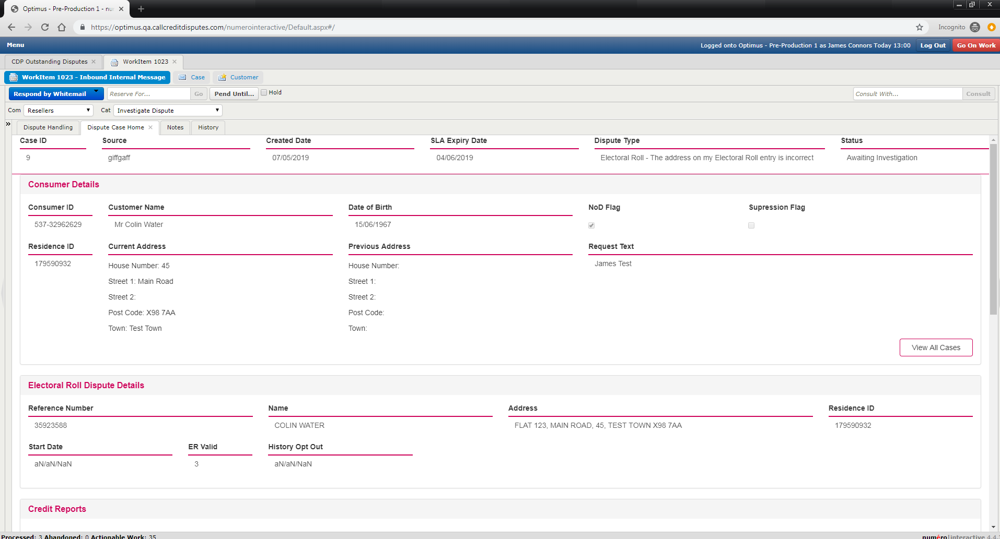 Optimus - Pre-Production 1 - nu
https://optimus.qa.callcreditdisputes.com/numerointeractive/Default.aspx#/
Incognito
Menu
Logged onto Optimus - Pre-Production 1 as James Connors Today 13:00
Log Out
Go On Work
CDP Outstanding Disputes
WorkItem 1023
WorkItem 1023 - Inbound Internal Message
Case
Customer
Respond by Whitemail
Reserve For...
Go
Pend Until...
Hold
Consult With...
Consult
Com
Resellers
Cat
Investigate Dispute
Dispute Handling
Dispute Case Home
Notes
History
Case ID
Source
Created Date
SLA Expiry Date
Dispute Type
Status
9
giffgaff
07/05/2019
04/06/2019
Electoral Roll - The address on my Electoral Roll entry is incorrect
Awaiting Investigation
Consumer Details
Consumer ID
Customer Name
Date of Birth
NoD Flag
Supression Flag
537-32962629
Mr Colin Water
15/06/1967
Residence ID
Current Address
Previous Address
Request Text
179590932
House Number: 45
House Number:
James Test
Street 1: Main Road
Street 1:
Street 2:
Street 2:
Post Code: X98 7AA
Post Code:
Town: Test Town
Town:
View All Cases
Electoral Roll Dispute Details
Reference Number
Name
Address
Residence ID
35923588
COLIN WATER
FLAT 123, MAIN ROAD, 45, TEST TOWN X98 7AA
179590932
Start Date
ER Valid
History Opt Out
aN/aN/NaN
3
aN/aN/NaN
Credit Reports
Processed: 3 Abandoned: 0 Actionable Work: 35
numéro|interactive 4.4.